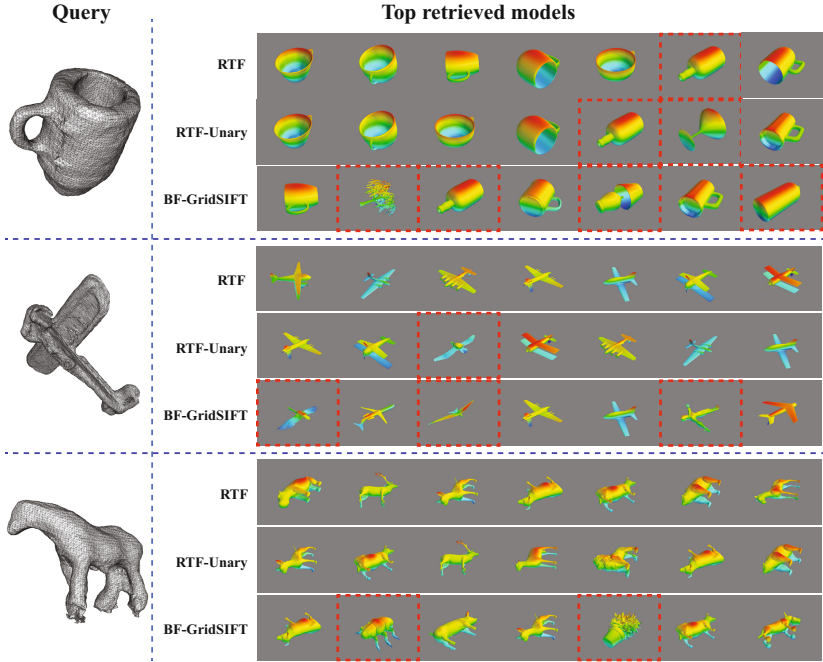 Query
Top retrieved models
RTF
RTF-Unary
BF-GridSIFT
RTF
RTF-Unary
BF-GridSIFT
RTF
RTF-Unary
BF-GridSIFT